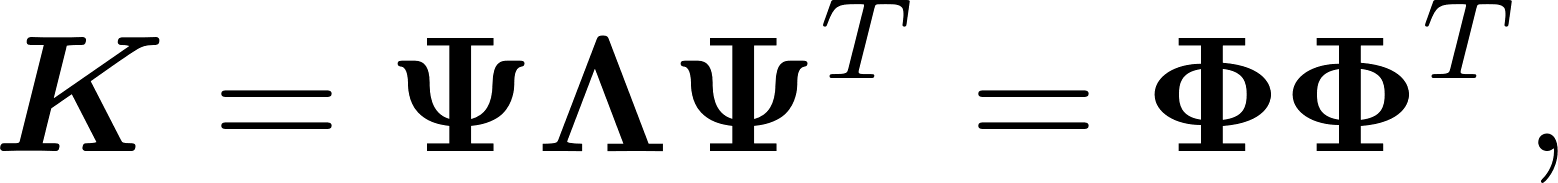 K = ΨΛΨ^T = ΦΦ^T,